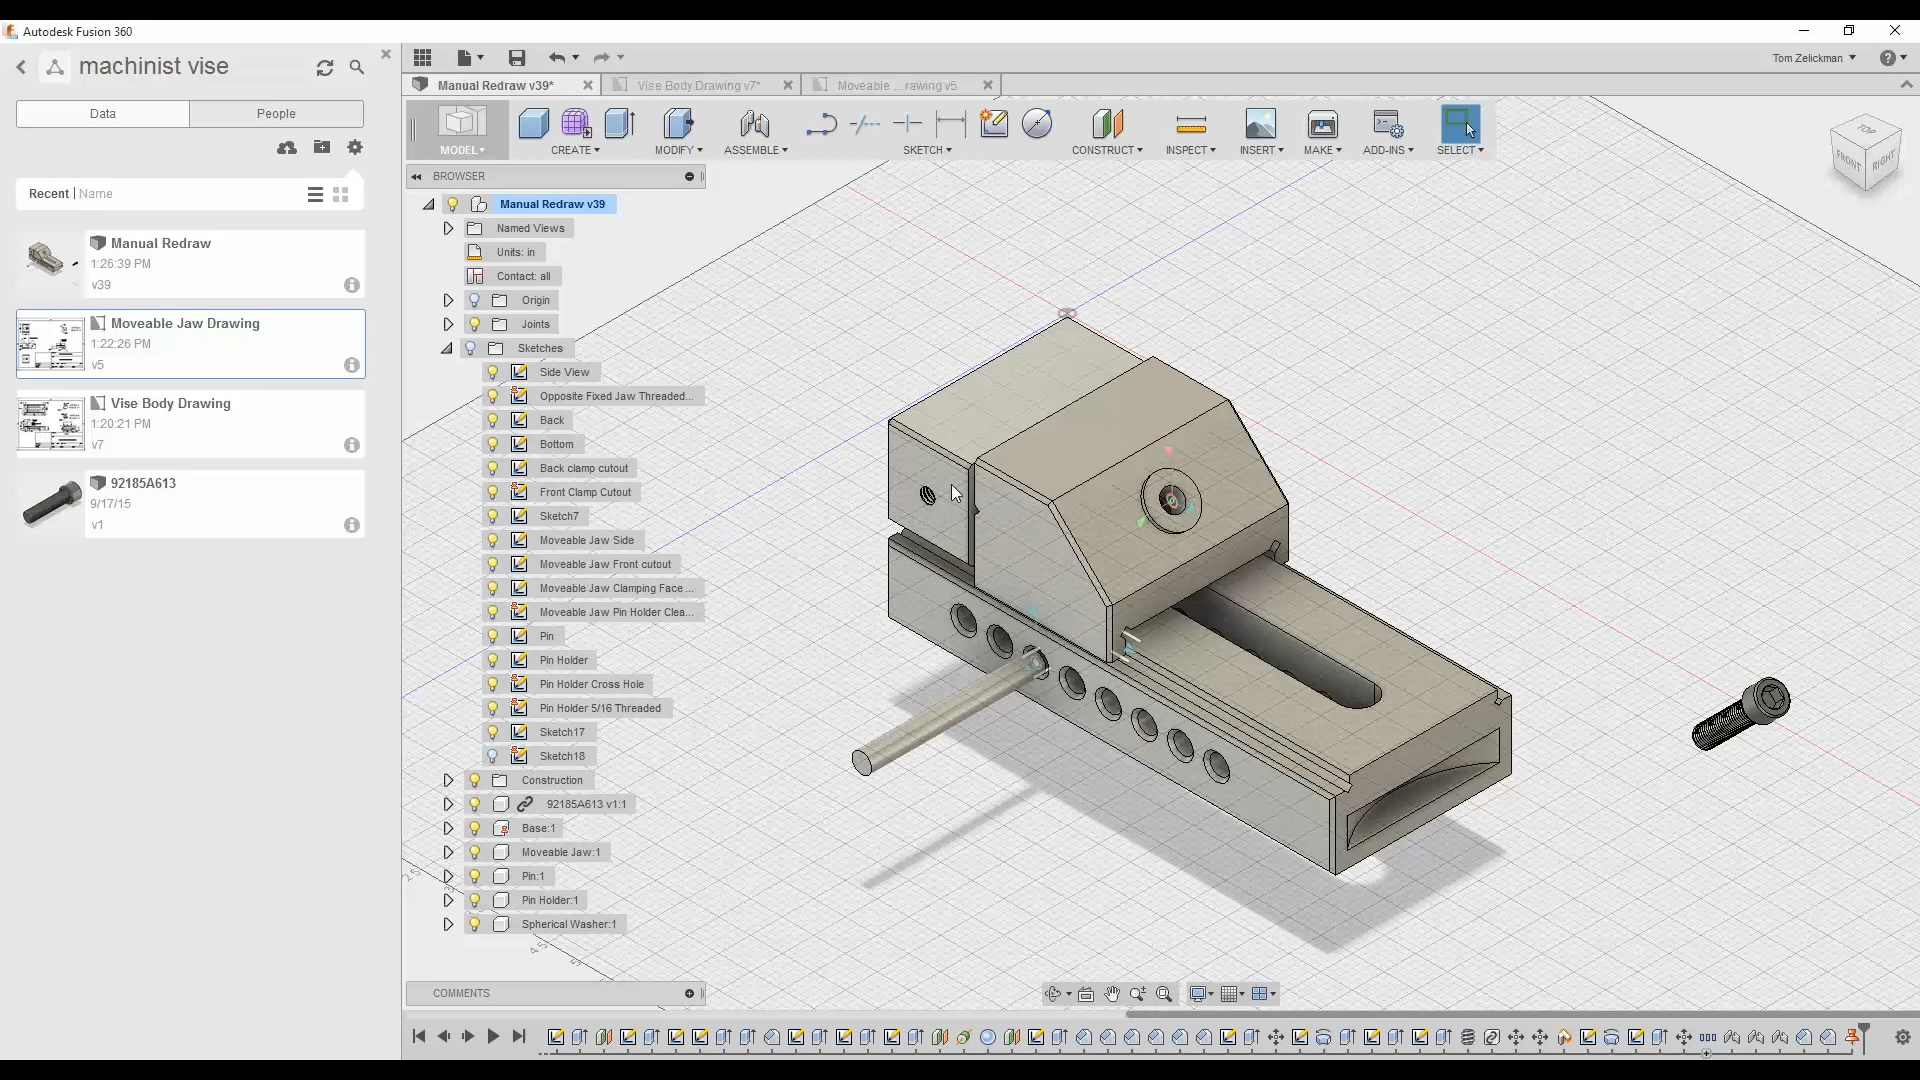 Autodesk Fusion 360
machinist vise
Data
People
Recent | Name
Manual Redraw
1:26:39 PM
v39
Moveable Jaw Drawing
1:22:26 PM
v5
Vise Body Drawing
1:20:21 PM
v7
92185A613
9/17/15
v1
Tom Zelickman
Manual Redraw v39*
Vise Body Drawing v7*
Moveable ...rawing v5
MODEL
CREATE
MODIFY
ASSEMBLE
SKETCH
CONSTRUCT
INSPECT
INSERT
MAKE
ADD-INS
SELECT
BROWSER
Manual Redraw v39
Named Views
Units: in
Contact: all
Origin
Joints
Sketches
Side View
Opposite Fixed Jaw Threaded...
Back
Bottom
Back clamp cutout
Front Clamp Cutout
Sketch7
Moveable Jaw Side
Moveable Jaw Front cutout
Moveable Jaw Clamping Face ...
Moveable Jaw Pin Holder Clea...
Pin
Pin Holder
Pin Holder Cross Hole
Pin Holder 5/16 Threaded
Sketch17
Sketch18
Construction
92185A613 v1:1
Base:1
Moveable Jaw:1
Pin:1
Pin Holder:1
Spherical Washer:1
COMMENTS
TOP
FRONT
RIGHT